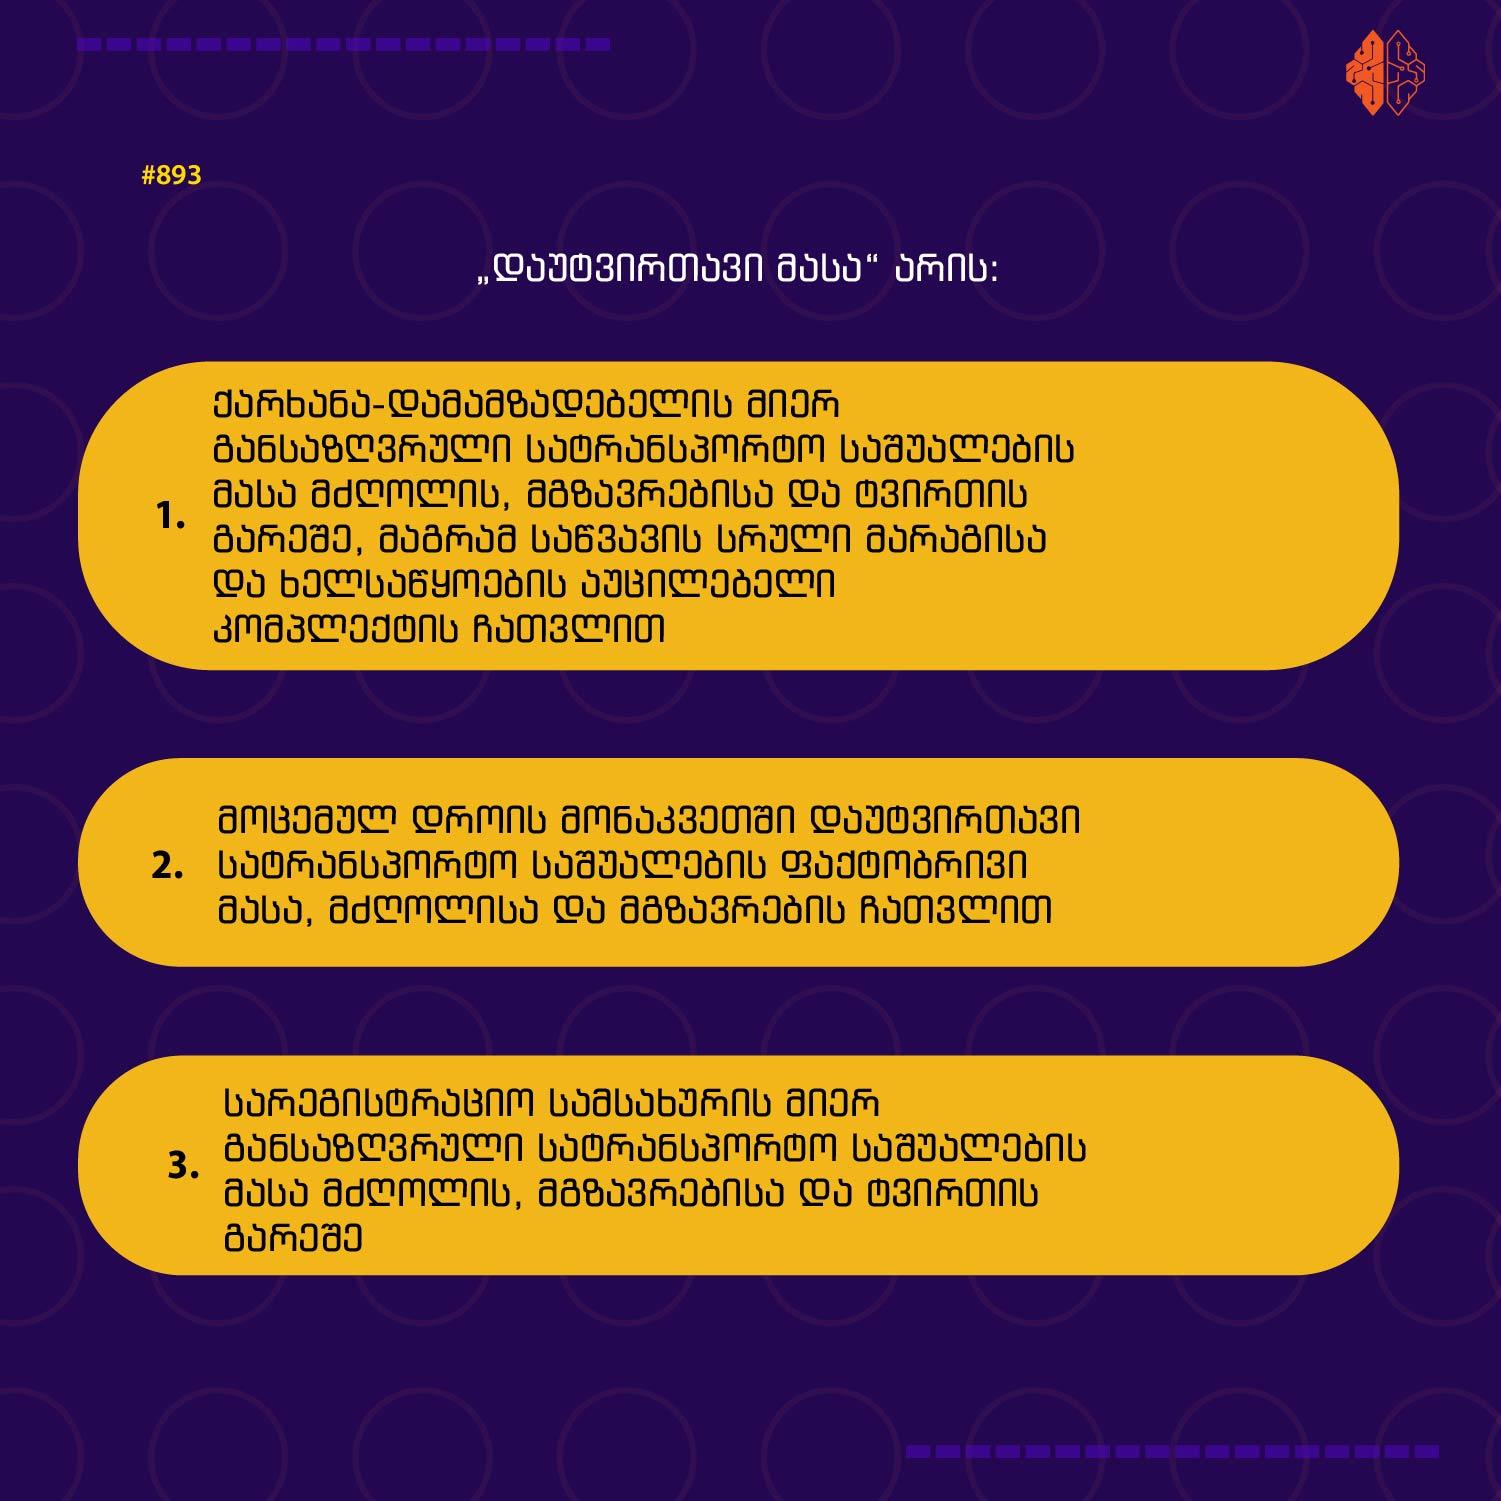 #893
„დაუტვირთავი მასა“ არის:
1. ქარხანა-დამამზადებელის მიერ
განსაზღვრული სატრანსპორტო საშუალების
მასა მძღოლის, მგზავრებისა და ტვირთის
გარეშე, მაგრამ საწვავის სრული მარაგისა
და ხელსაწყოების აუცილებელი
კომპლექტის ჩათვლით
2. მოცემულ დროის მონაკვეთში დაუტვირთავი
სატრანსპორტო საშუალების ფაქტობრივი
მასა, მძღოლისა და მგზავრების ჩათვლით
3. სარეგისტრაციო სამსახურის მიერ
განსაზღვრული სატრანსპორტო საშუალების
მასა მძღოლის, მგზავრებისა და ტვირთის
გარეშე